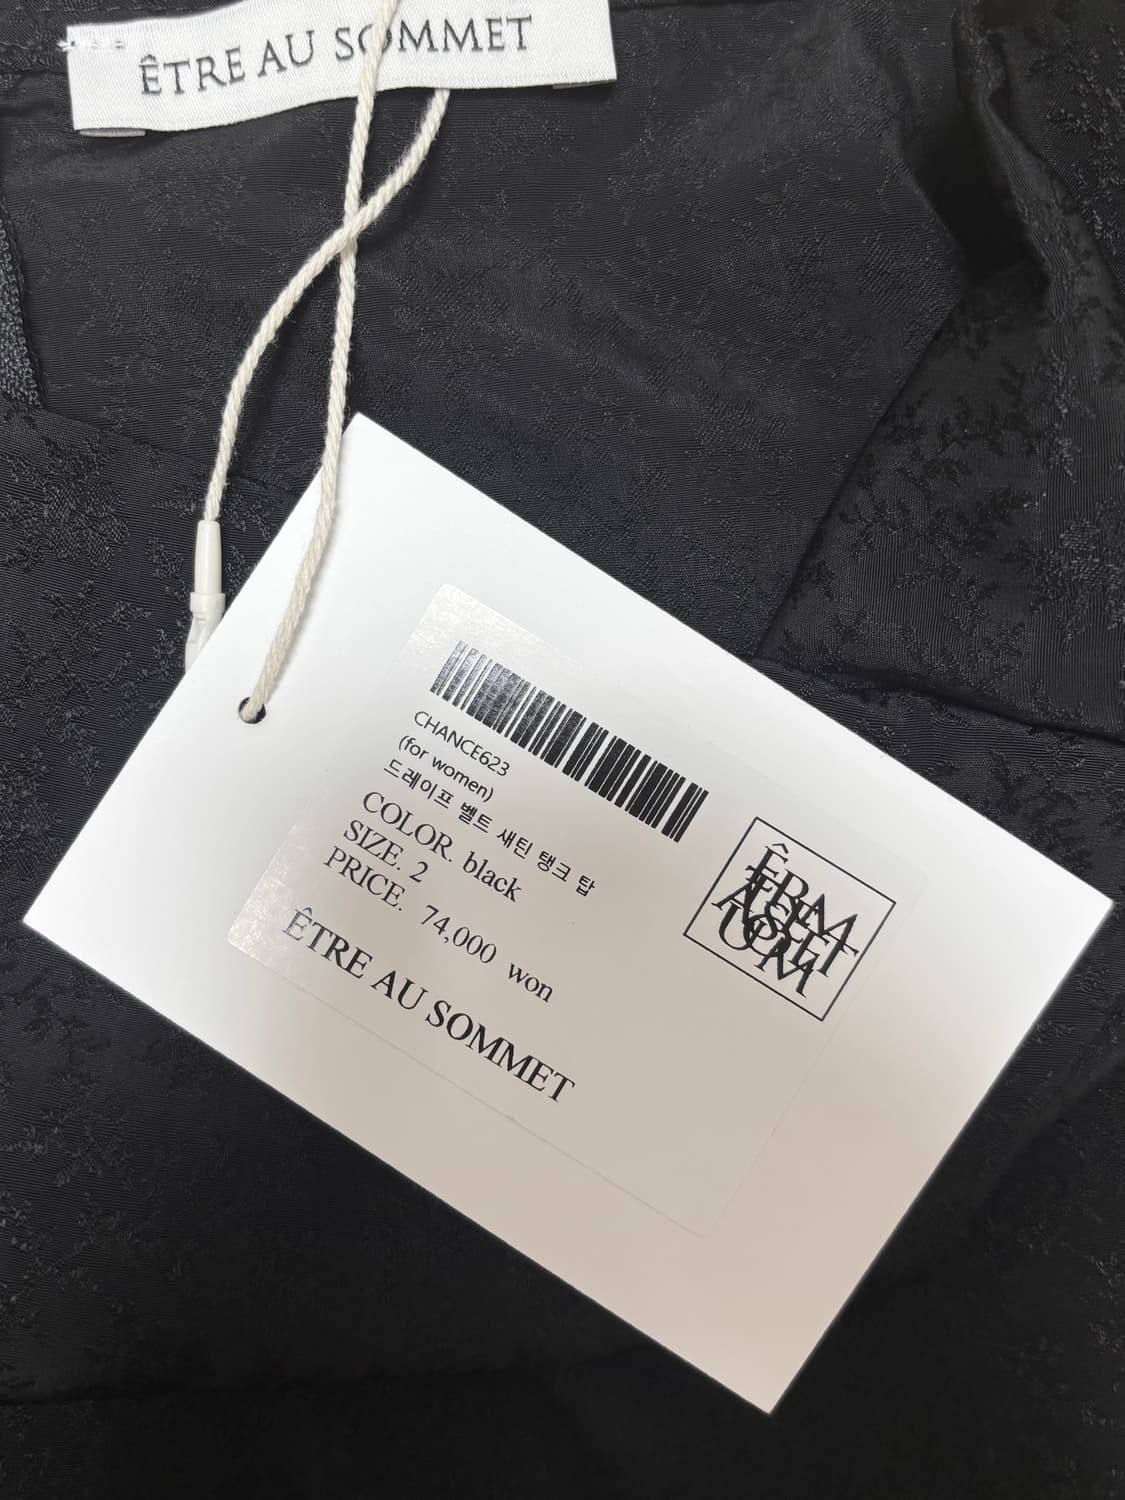 ÊTRE AU SOMMET
CHANCE623
(for women)
드레이프 벨트 새틴 탱크 탑
COLOR. black
SIZE. 2
PRICE. 74,000 won
ÊTRE AU SOMMET